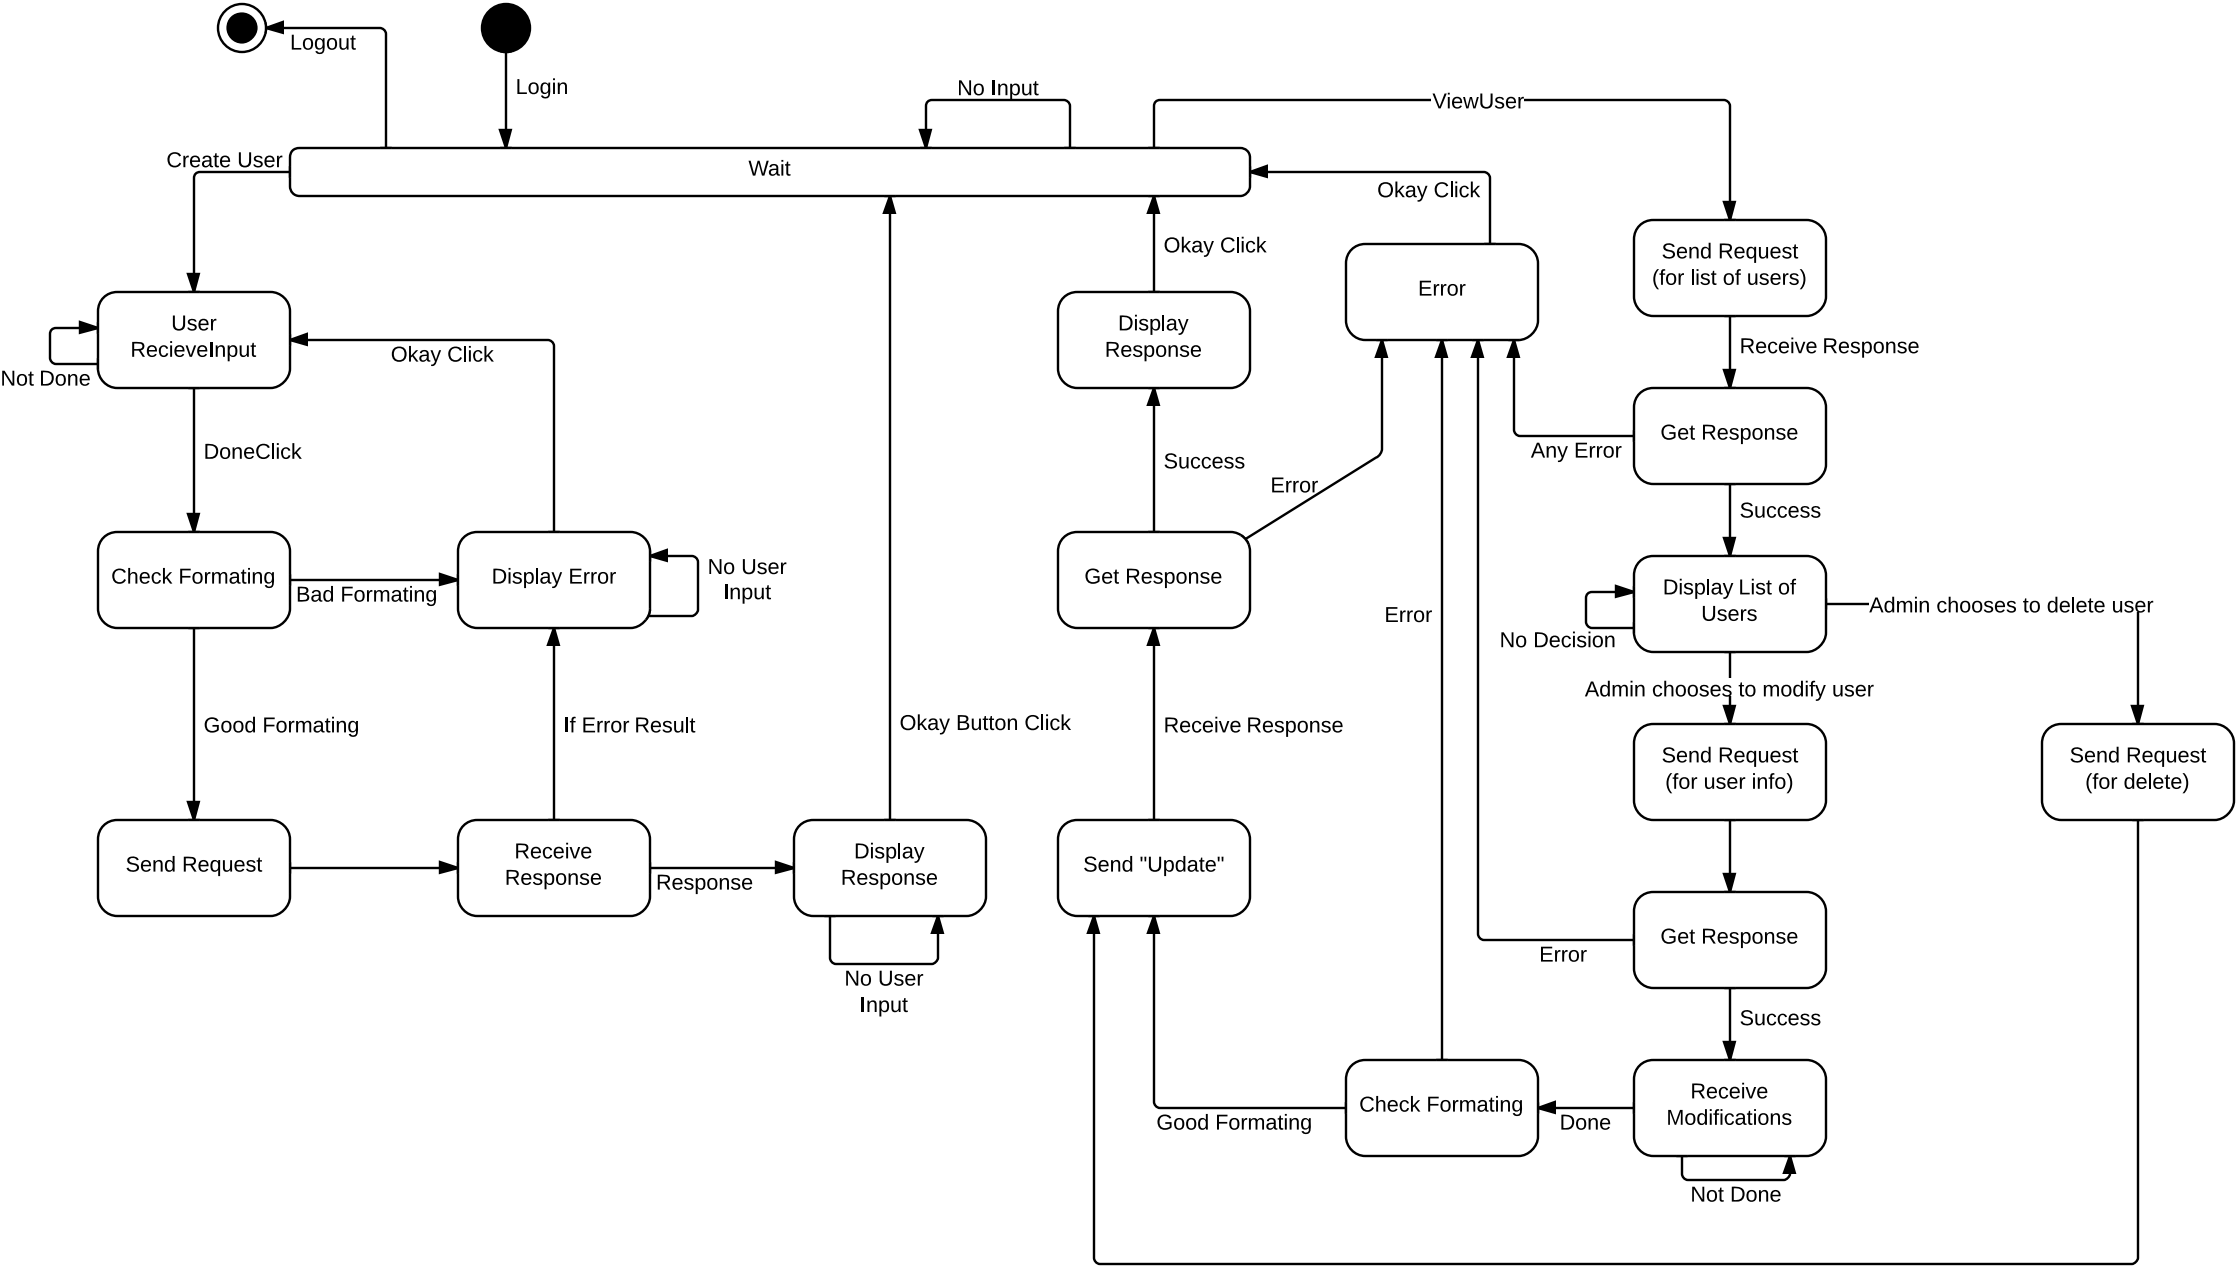 Logout
Login
No Input
ViewUser
Create User
Wait
Okay Click
Okay Click
Send Request
(for list of users)
Error
User
RecieveInput
Display
Response
Okay Click
Receive Response
Not Done
DoneClick
Get Response
Any Error
Success
Error
Success
Check Formating
Bad Formating
Display Error
No User
Input
Get Response
Display List of
Users
Admin chooses to delete user
Error
No Decision
Admin chooses to modify user
Good Formating
If Error Result
Okay Button Click
Receive Response
Send Request
(for user info)
Send Request
(for delete)
Send Request
Receive
Response
Response
Display
Response
Send "Update"
Get Response
Error
No User
Input
Success
Receive
Modifications
Check Formating
Done
Good Formating
Not Done